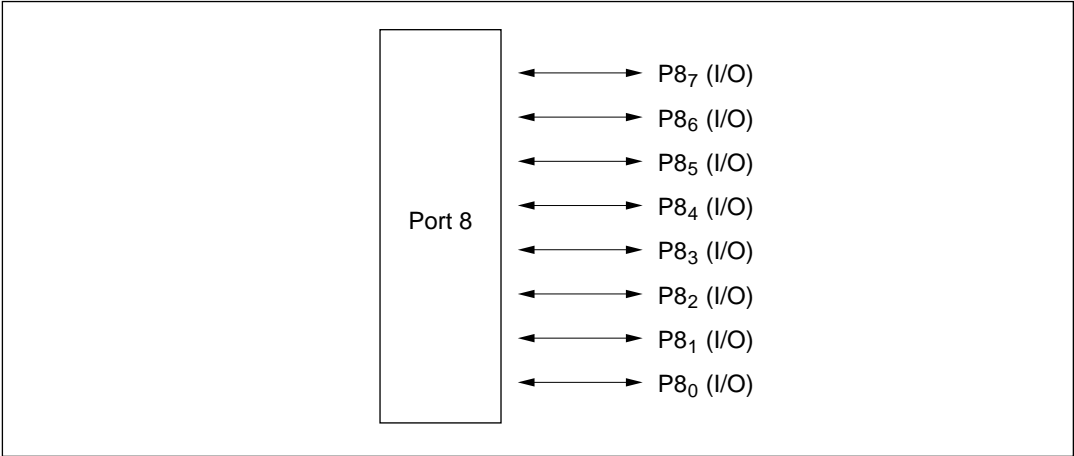 P8₇ (I/O)
P8₆ (I/O)
P8₅ (I/O)
P8₄ (I/O)
Port 8
P8₃ (I/O)
P8₂ (I/O)
P8₁ (I/O)
P8₀ (I/O)